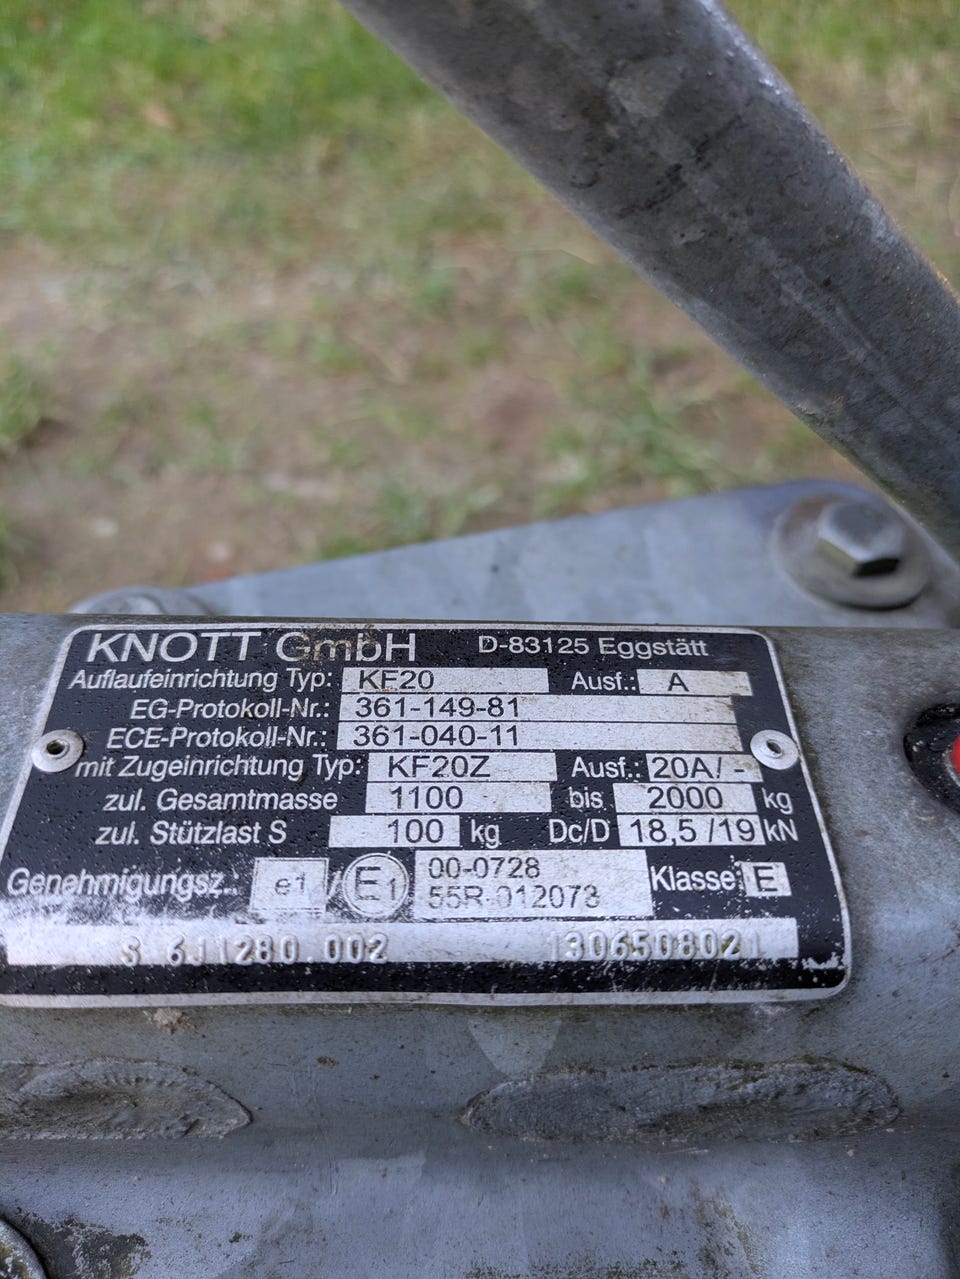 KNOTT GmbH D-83125 Eggstätt
Auflaufeinrichtung Typ: KF20 Ausf.: A
EG-Protokoll-Nr.: 361-149-81
ECE-Protokoll-Nr.: 361-040-11
mit Zugeinrichtung Typ: KF20Z Ausf.: 20A/ -
zul. Gesamtmasse 1100 bis 2000 kg
zul. Stützlast S 100 kg Dc/D 18,5 /19 kN
Genehmigungsz.: e1 / E1 00-0728
55R-012073 Klasse: E
S 6J1280.002 1306508021